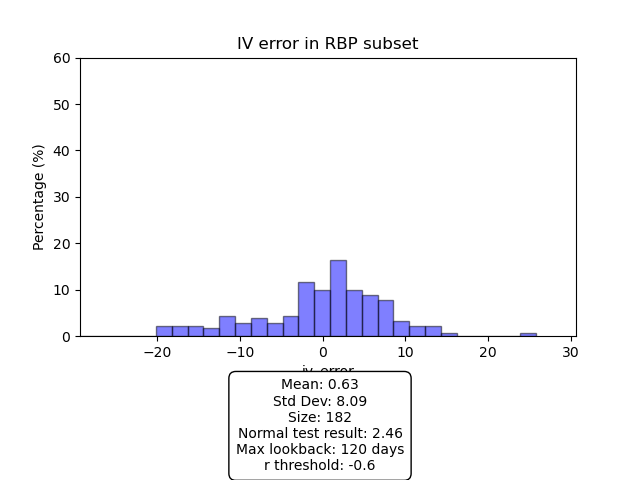 IV error in RBP subset
60
50
40
30
20
10
0
Percentage (%)
−20
−10
0
10
20
30
iv_error
Mean: 0.63
Std Dev: 8.09
Size: 182
Normal test result: 2.46
Max lookback: 120 days
r threshold: -0.6